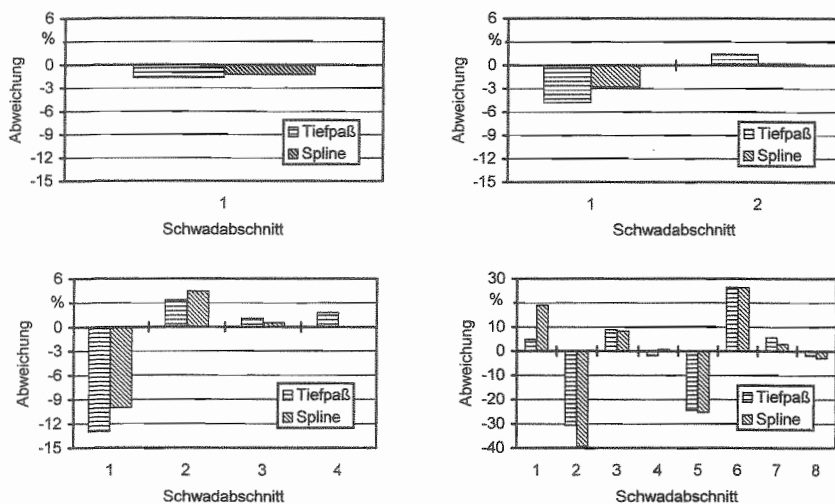 6
%
3
0
-3
-6
-9
-12
-15
Abweichung
Tiefpaß
Spline
1
Schwadabschnitt
6
%
0
-3
-6
-9
-12
-15
Abweichung
Tiefpaß
Spline
1 2
Schwadabschnitt
6
%
0
-3
-6
-9
-12
-15
Abweichung
Tiefpaß
Spline
1 2 3 4
Schwadabschnitt
30
%
10
0
-10
-20
-30
-40
Abweichung
Tiefpaß
Spline
1 2 3 4 5 6 7 8
Schwadabschnitt